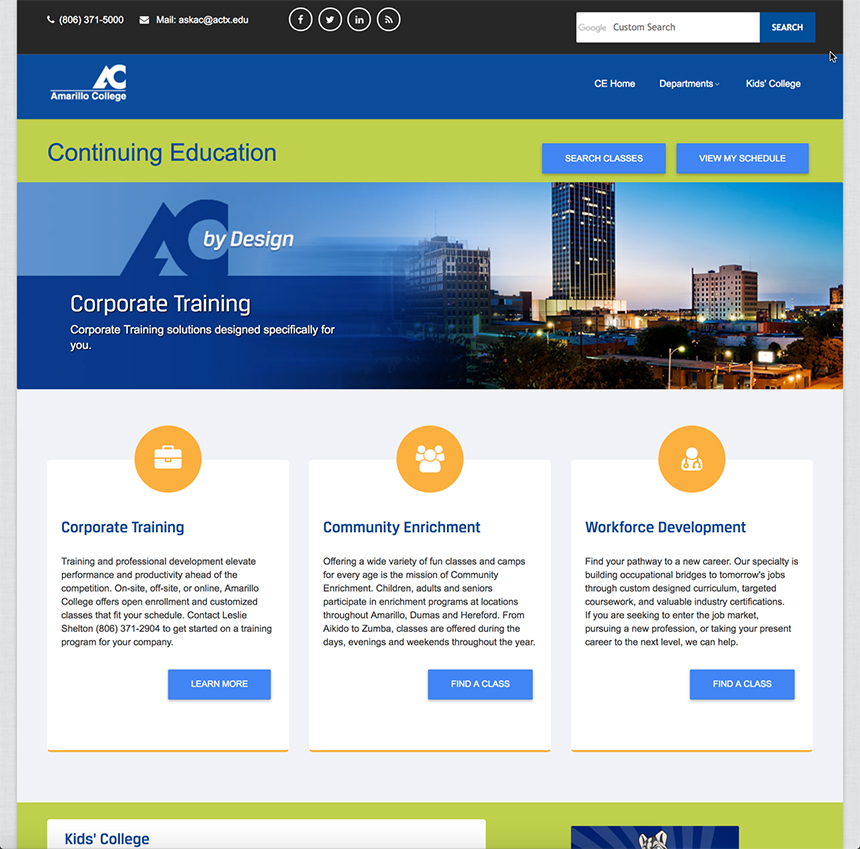 (806) 371-5000 Mail: askac@actx.edu
Google Custom Search SEARCH
AC
Amarillo College
CE Home Departments Kids' College
Continuing Education
SEARCH CLASSES VIEW MY SCHEDULE
AC by Design
Corporate Training
Corporate Training solutions designed specifically for
you.
Corporate Training
Training and professional development elevate
performance and productivity ahead of the
competition. On-site, off-site, or online, Amarillo
College offers open enrollment and customized
classes that fit your schedule. Contact Leslie
Shelton (806) 371-2904 to get started on a training
program for your company.
LEARN MORE
Community Enrichment
Offering a wide variety of fun classes and camps
for every age is the mission of Community
Enrichment. Children, adults and seniors
participate in enrichment programs at locations
throughout Amarillo, Dumas and Hereford. From
Aikido to Zumba, classes are offered during the
days, evenings and weekends throughout the year.
FIND A CLASS
Workforce Development
Find your pathway to a new career. Our specialty is
building occupational bridges to tomorrow's jobs
through custom designed curriculum, targeted
coursework, and valuable industry certifications.
If you are seeking to enter the job market,
pursuing a new profession, or taking your present
career to the next level, we can help.
FIND A CLASS
Kids' College